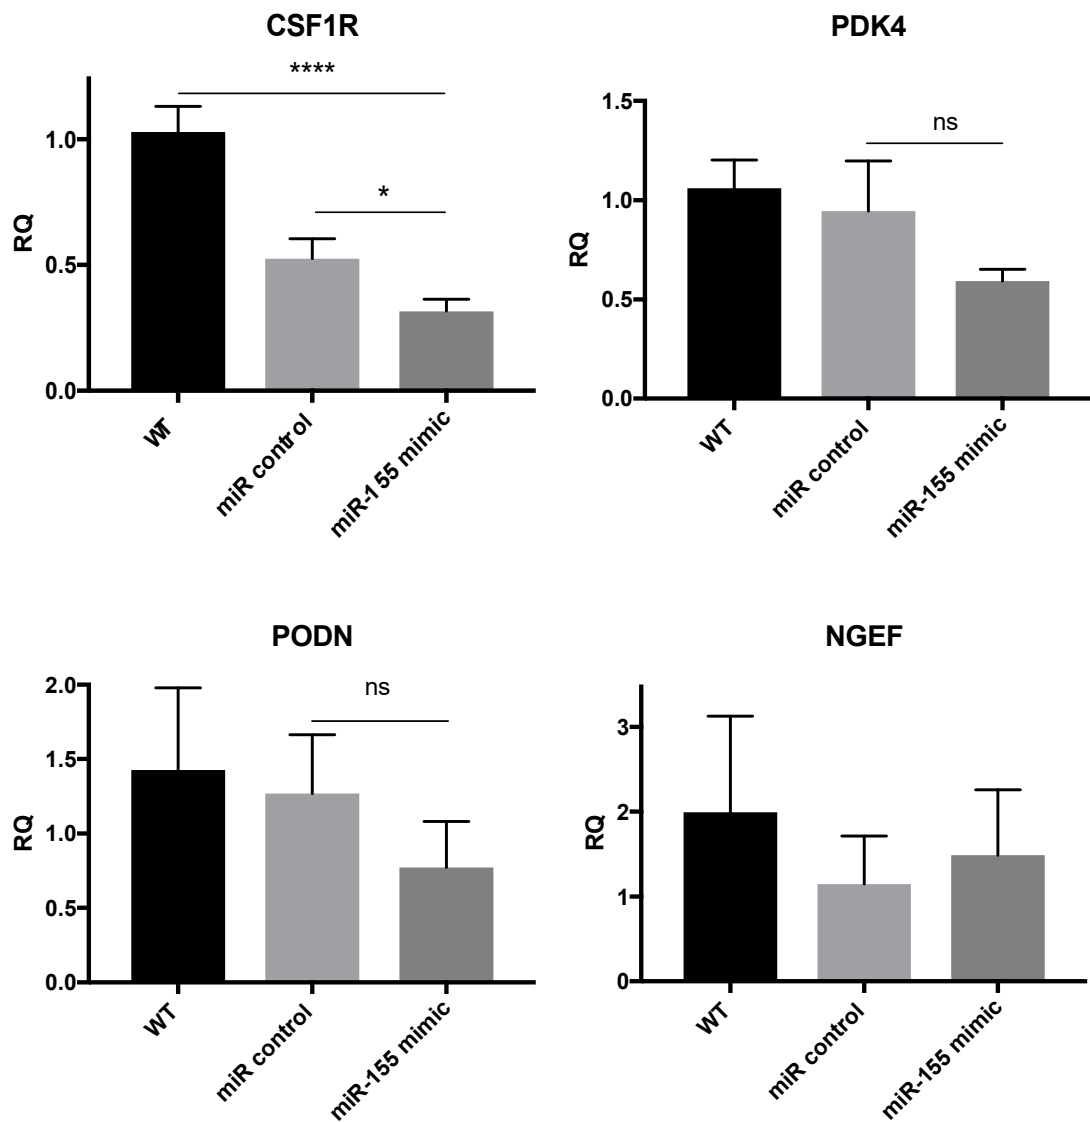 CSF1R
****
*
RQ
1.0
0.5
0.0
WT
miR control
miR-155 mimic
PDK4
ns
RQ
1.5
1.0
0.5
0.0
WT
miR control
miR-155 mimic
PODN
ns
RQ
2.0
1.5
1.0
0.5
0.0
WT
miR control
miR-155 mimic
NGEF
RQ
3
2
1
0
WT
miR control
miR-155 mimic